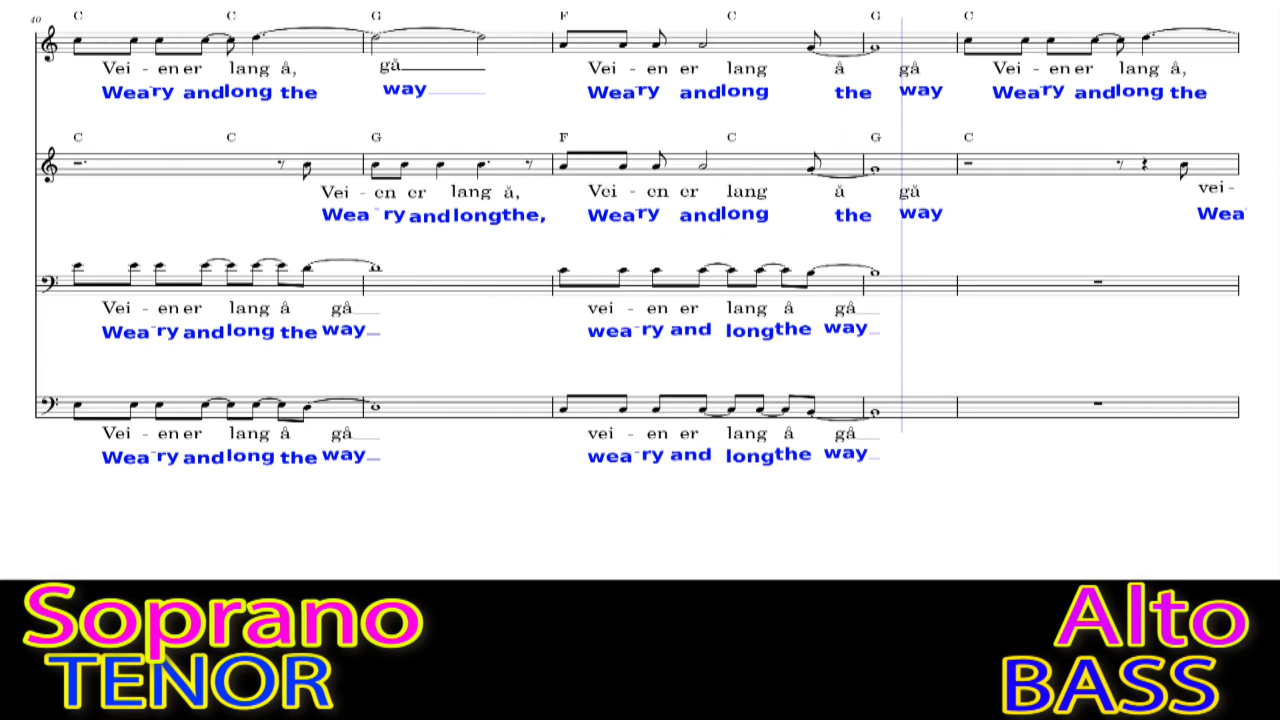 40 C C G F C G C
Vei - en er lang å, gå Vei - en er lang å gå Vei - en er lang å,
Wea-ry and long the way Wea-ry and long the way Wea-ry and long the
C C G F C G C
Vei - en er lang å, Vei - en er lang å gå vei -
Wea-ry and long the, Wea-ry and long the way Wea
Vei - en er lang å gå vei - en er lang å gå
Wea-ry and long the way wea-ry and long the way
Vei - en er lang å gå vei - en er lang å gå
Wea-ry and long the way wea-ry and long the way
Soprano Alto
TENOR BASS